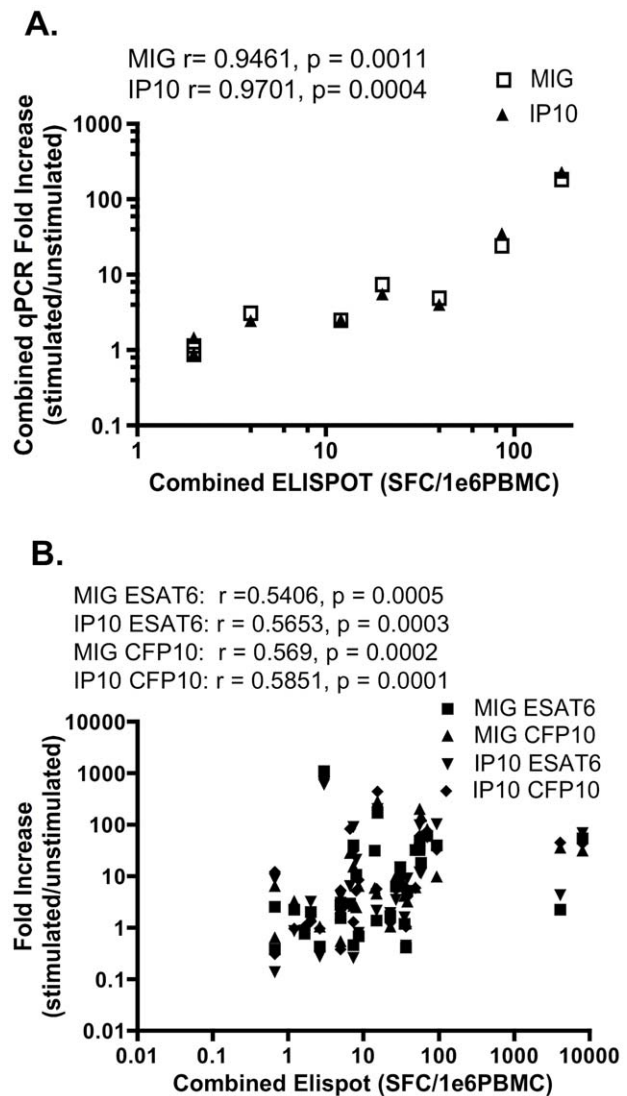 A.
MIG r= 0.9461, p = 0.0011
IP10 r= 0.9701, p= 0.0004
MIG
IP10
Combined qPCR Fold Increase
(stimulated/unstimulated)
1000
100
10
1
0.1
1
10
100
Combined ELISPOT (SFC/1e6PBMC)
B.
MIG ESAT6: r =0.5406, p = 0.0005
IP10 ESAT6: r = 0.5653, p = 0.0003
MIG CFP10: r = 0.569, p = 0.0002
IP10 CFP10: r = 0.5851, p = 0.0001
MIG ESAT6
MIG CFP10
IP10 ESAT6
IP10 CFP10
Fold Increase
(stimulated/unstimulated)
10000
1000
100
10
1
0.1
0.01
0.01
0.1
1
10
100
1000
10000
Combined Elispot (SFC/1e6PBMC)